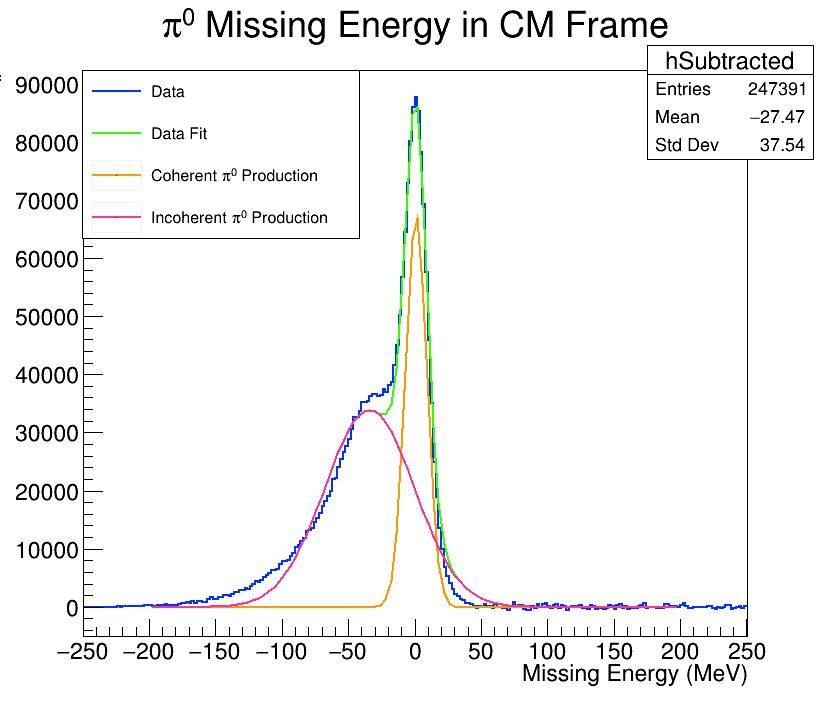 π⁰ Missing Energy in CM Frame
hSubtracted
Entries 247391
Mean −27.47
Std Dev 37.54
Data
Data Fit
Coherent π⁰ Production
Incoherent π⁰ Production
90000
80000
70000
60000
50000
40000
30000
20000
10000
0
−250 −200 −150 −100 −50 0 50 100 150 200 250
Missing Energy (MeV)